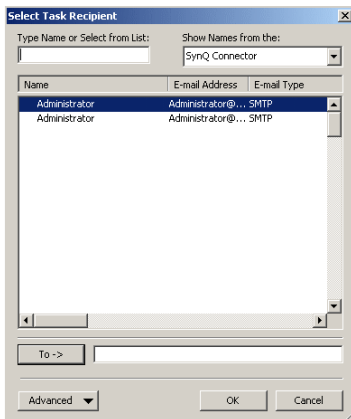 Select Task Recipient
Type Name or Select from List: Show Names from the:
SynQ Connector
Name E-mail Address E-mail Type
Administrator Administrator@... SMTP
Administrator Administrator@... SMTP
To ->
Advanced OK Cancel